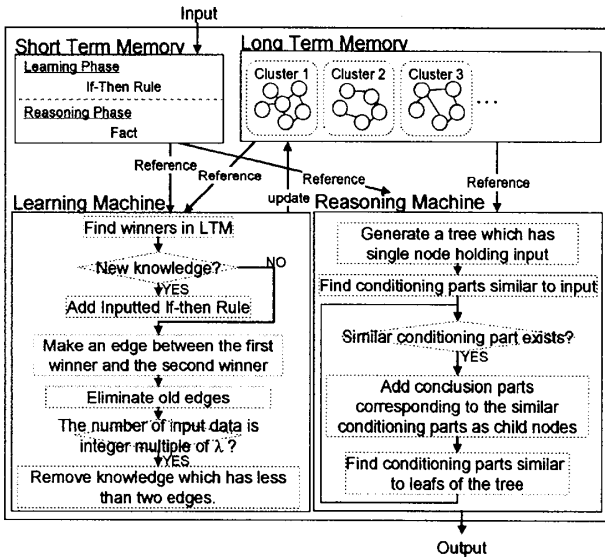 Input
Short Term Memory
Learning Phase
If-Then Rule
Reasoning Phase
Fact
Long Term Memory
Cluster 1
Cluster 2
Cluster 3
...
Reference
Reference
Reference
update
Reference
Learning Machine
Find winners in LTM
New knowledge?
NO
YES
Add Inputted If-then Rule
Make an edge between the first
winner and the second winner
Eliminate old edges
The number of input data is
integer multiple of λ ?
YES
Remove knowledge which has less
than two edges.
Reasoning Machine
Generate a tree which has
single node holding input
Find conditioning parts similar to input
Similar conditioning part exists?
YES
Add conclusion parts
corresponding to the similar
conditioning parts as child nodes
Find conditioning parts similar
to leafs of the tree
Output